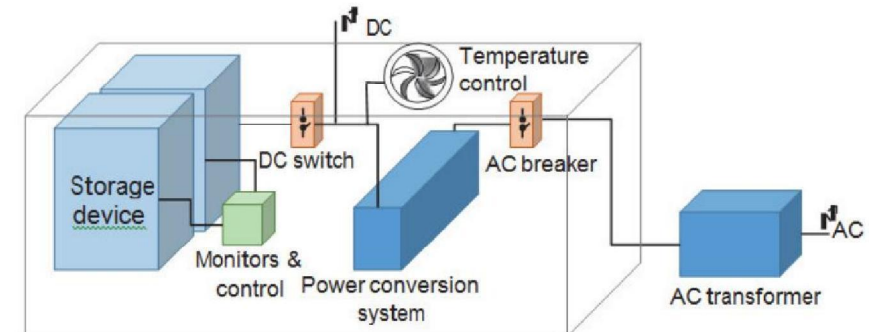 DC
Temperature
control
DC switch
AC breaker
Storage
device
Monitors &
control
Power conversion
system
AC
AC transformer